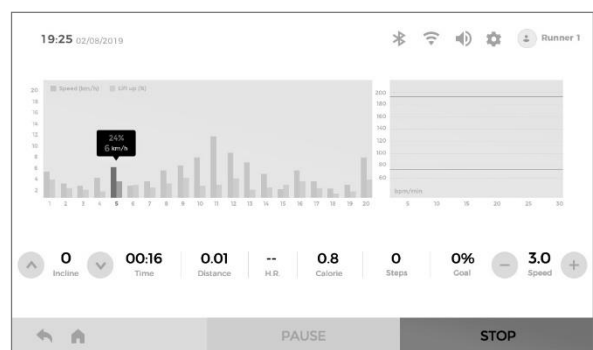 19:25 02/08/2019
Runner 1
Speed (km/h) Lift up (%)
20
18
16
14
12
10
8
6
4
2
24%
6 km/h
1 2 3 4 5 6 7 8 9 10 11 12 13 14 15 16 17 18 19 20
200
180
160
140
120
100
80
60
bpm/min
5 10 15 20 25 30
0 00:16 0.01 -- 0.8 0 0% 3.0
Incline Time Distance H.R. Calorie Steps Goal Speed
PAUSE STOP